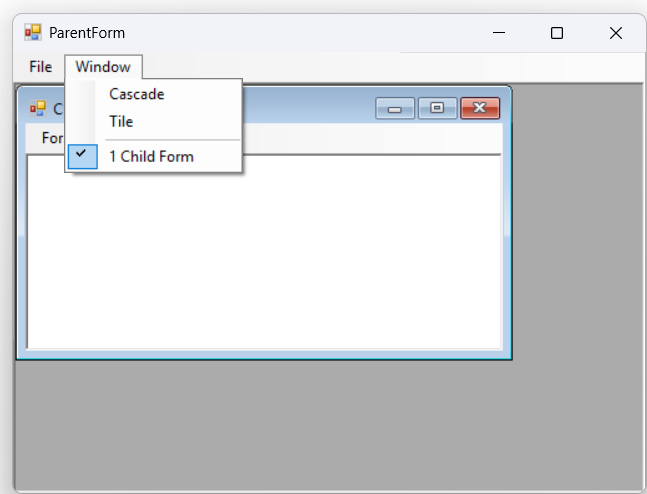 ParentForm
File Window
Cascade
Tile
1 Child Form